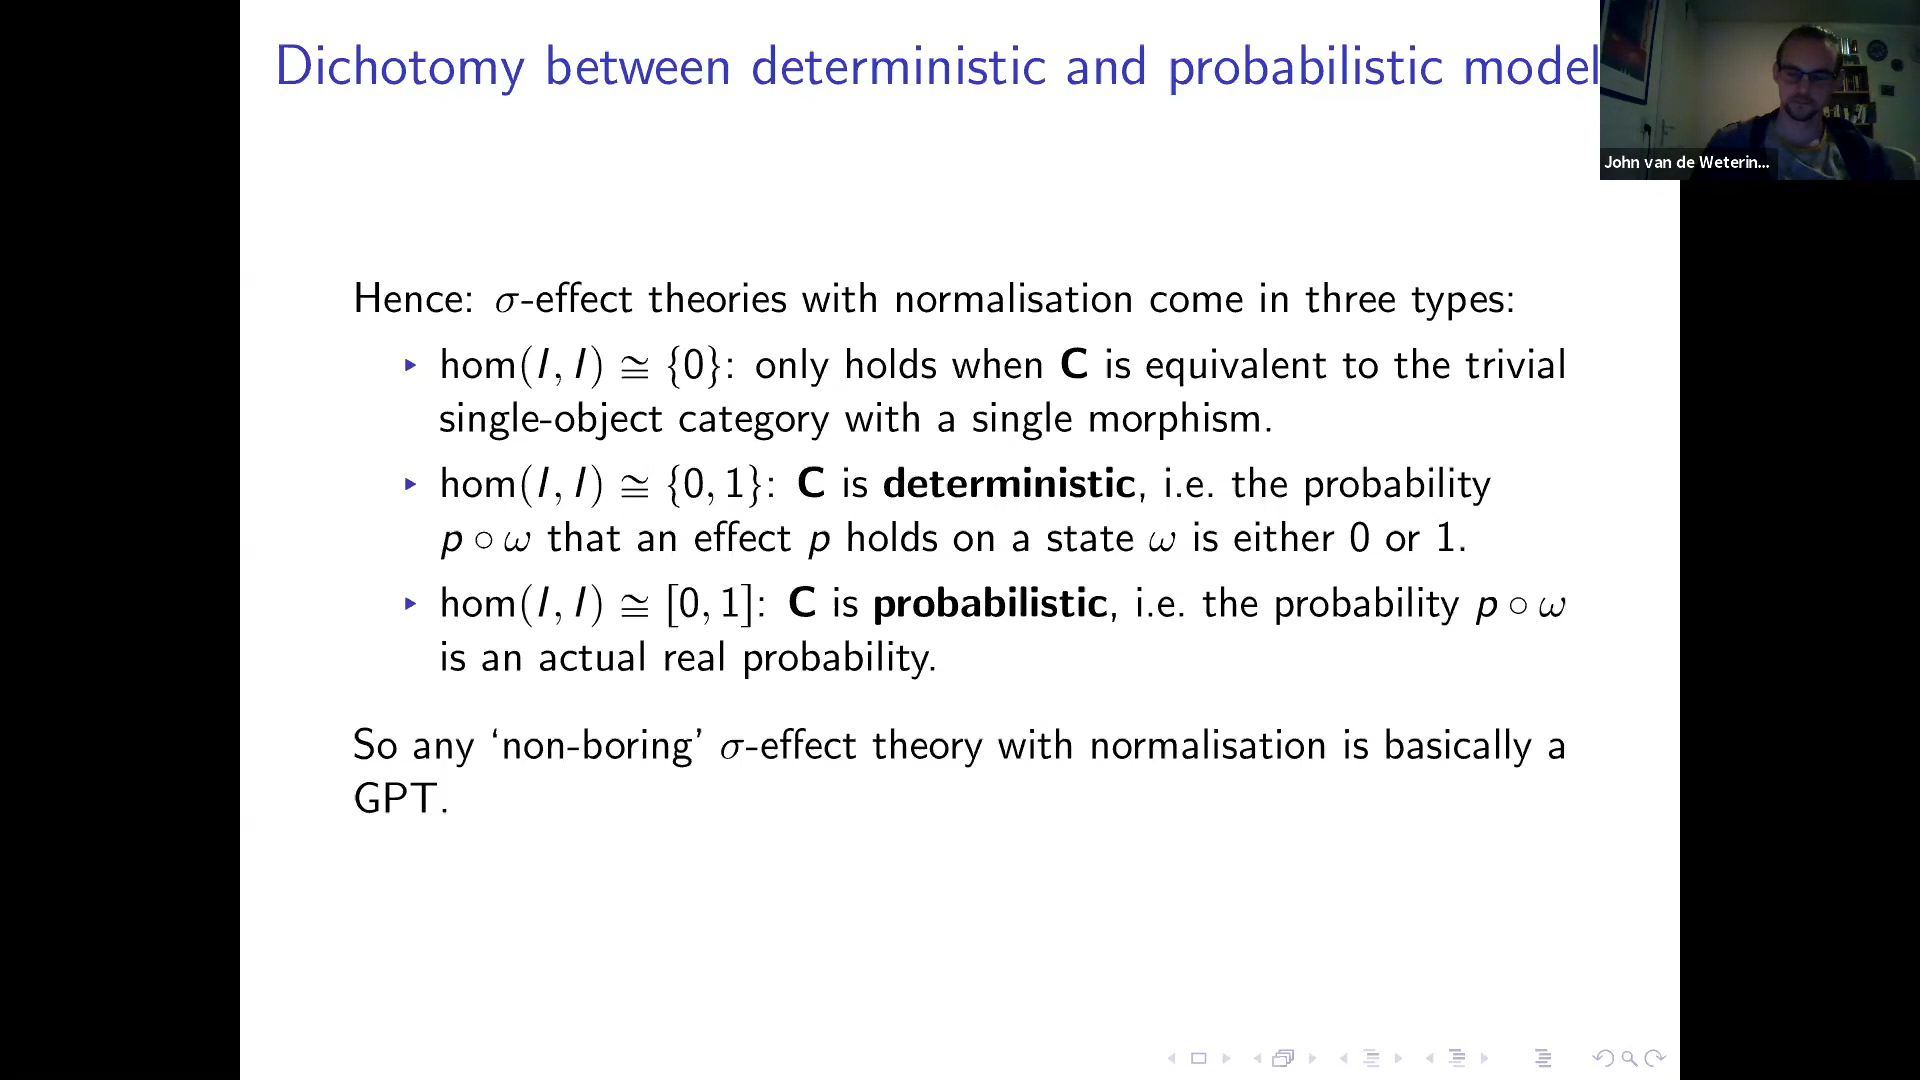 Dichotomy between deterministic and probabilistic model
John van de Weterin...
Hence: σ-effect theories with normalisation come in three types:
▸ hom(I, I) ≅ {0}: only holds when C is equivalent to the trivial
single-object category with a single morphism.
▸ hom(I, I) ≅ {0, 1}: C is deterministic, i.e. the probability
p ∘ ω that an effect p holds on a state ω is either 0 or 1.
▸ hom(I, I) ≅ [0, 1]: C is probabilistic, i.e. the probability p ∘ ω
is an actual real probability.
So any ‘non-boring’ σ-effect theory with normalisation is basically a
GPT.